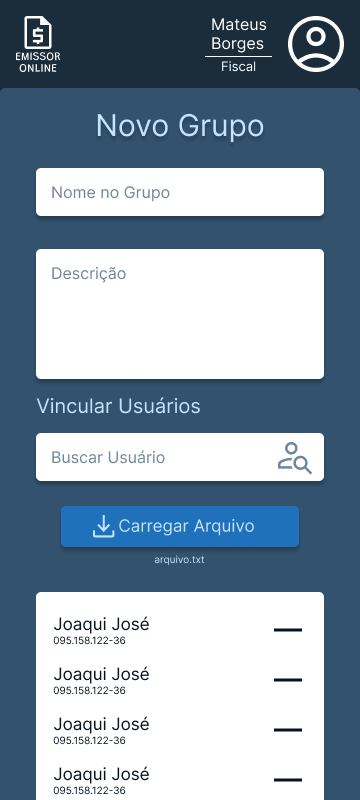 EMISSOR
ONLINE
Mateus
Borges
Fiscal
Novo Grupo
Nome no Grupo
Descrição
Vincular Usuários
Buscar Usuário
Carregar Arquivo
arquivo.txt
Joaqui José
095.158.122-36
Joaqui José
095.158.122-36
Joaqui José
095.158.122-36
Joaqui José
095.158.122-36